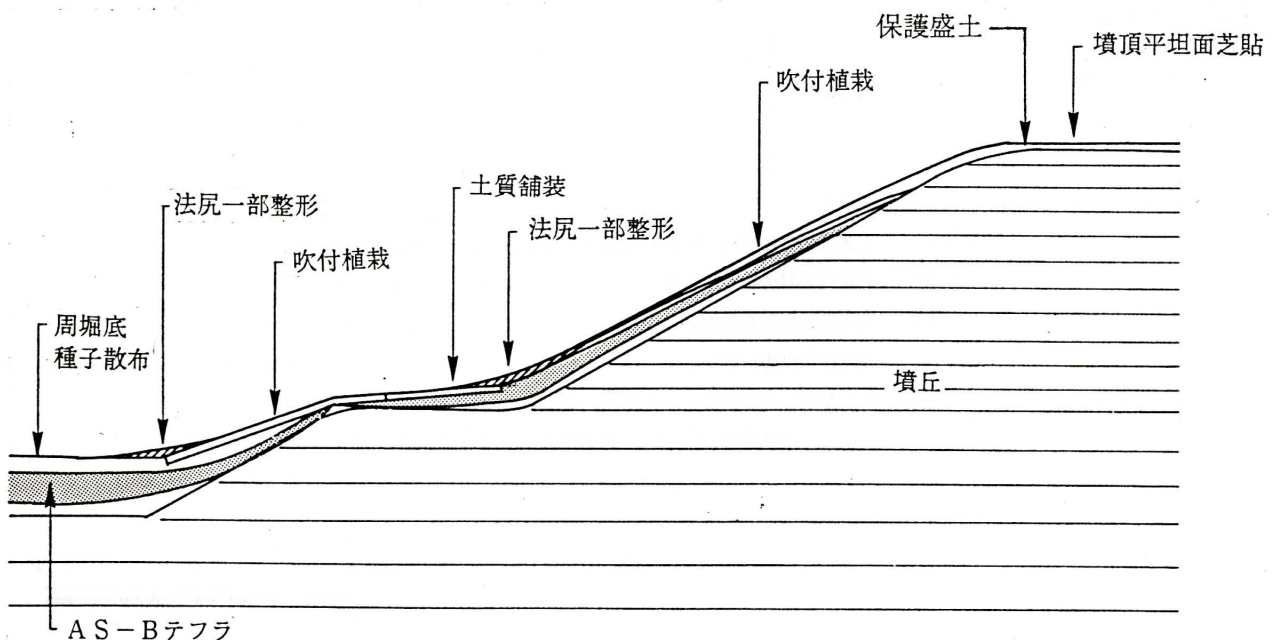 保護盛土
墳頂平坦面芝貼
吹付植栽
土質舗装
法尻一部整形
法尻一部整形
吹付植栽
周堀底
種子散布
墳丘
AS-Bテフラ